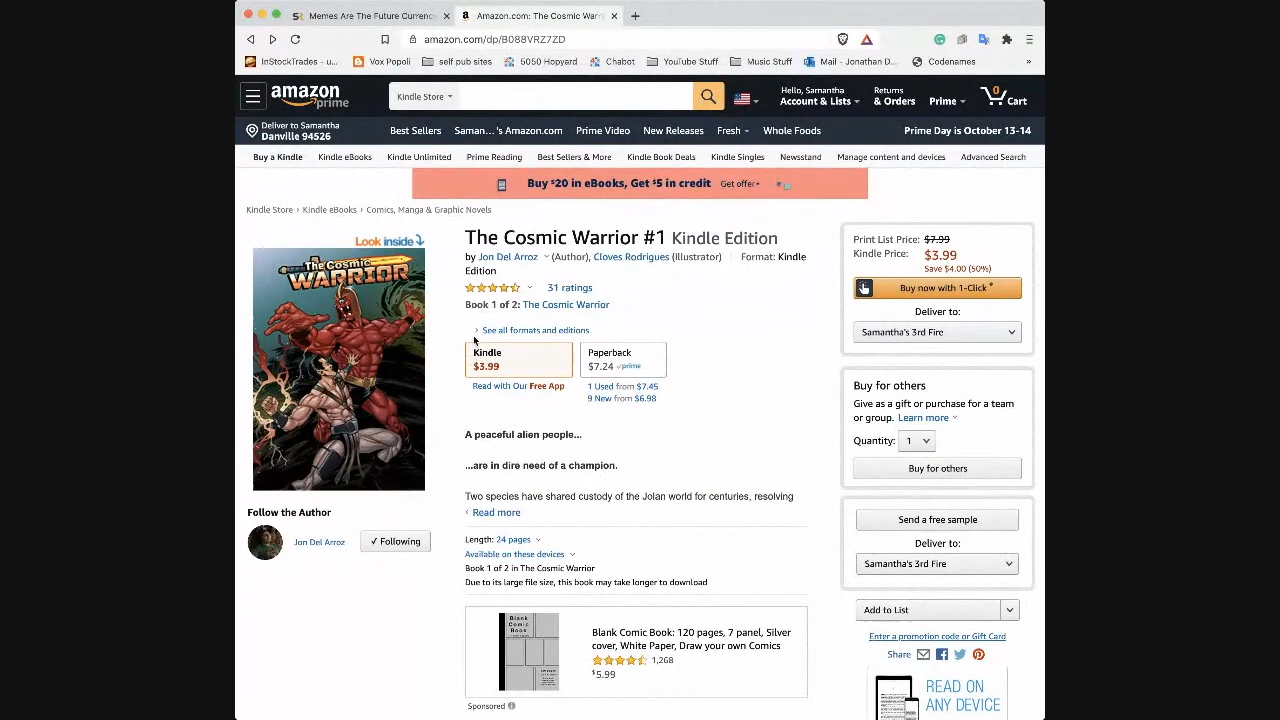 Memes Are The Future Currenc
Amazon.com: The Cosmic Warri
amazon.com/dp/B088VRZ7ZD
InStockTrades - u...
Vox Popoli
self pub sites
5050 Hopyard
Chabot
YouTube Stuff
Music Stuff
Mail - Jonathan D...
Codenames
»
amazon prime
Kindle Store
Hello, Samantha
Account & Lists
Returns
& Orders
Prime
0
Cart
Deliver to Samantha
Danville 94526
Best Sellers
Saman...'s Amazon.com
Prime Video
New Releases
Fresh
Whole Foods
Prime Day is October 13-14
Buy a Kindle
Kindle eBooks
Kindle Unlimited
Prime Reading
Best Sellers & More
Kindle Book Deals
Kindle Singles
Newsstand
Manage content and devices
Advanced Search
Buy $20 in eBooks, Get $5 in credit Get offer
Kindle Store › Kindle eBooks › Comics, Manga & Graphic Novels
Look inside
The Cosmic
WARRIOR
Follow the Author
Jon Del Arroz
✓ Following
The Cosmic Warrior #1 Kindle Edition
by Jon Del Arroz (Author), Cloves Rodrigues (Illustrator) | Format: Kindle
Edition
31 ratings
Book 1 of 2: The Cosmic Warrior
› See all formats and editions
Kindle
$3.99
Paperback
$7.24 ✓prime
Read with Our Free App
1 Used from $7.45
9 New from $6.98
A peaceful alien people...
...are in dire need of a champion.
Two species have shared custody of the Jolan world for centuries, resolving
‹ Read more
Length: 24 pages
Available on these devices
Book 1 of 2 in The Cosmic Warrior
Due to its large file size, this book may take longer to download
Blank
Comic
Book
Blank Comic Book: 120 pages, 7 panel, Silver
cover, White Paper, Draw your own Comics
1,268
$5.99
Sponsored
Print List Price: $7.99
Kindle Price: $3.99
Save $4.00 (50%)
Buy now with 1-Click ®
Deliver to:
Samantha's 3rd Fire
Buy for others
Give as a gift or purchase for a team
or group. Learn more
Quantity: 1
Buy for others
Send a free sample
Deliver to:
Samantha's 3rd Fire
Add to List
Enter a promotion code or Gift Card
Share
READ ON
ANY DEVICE